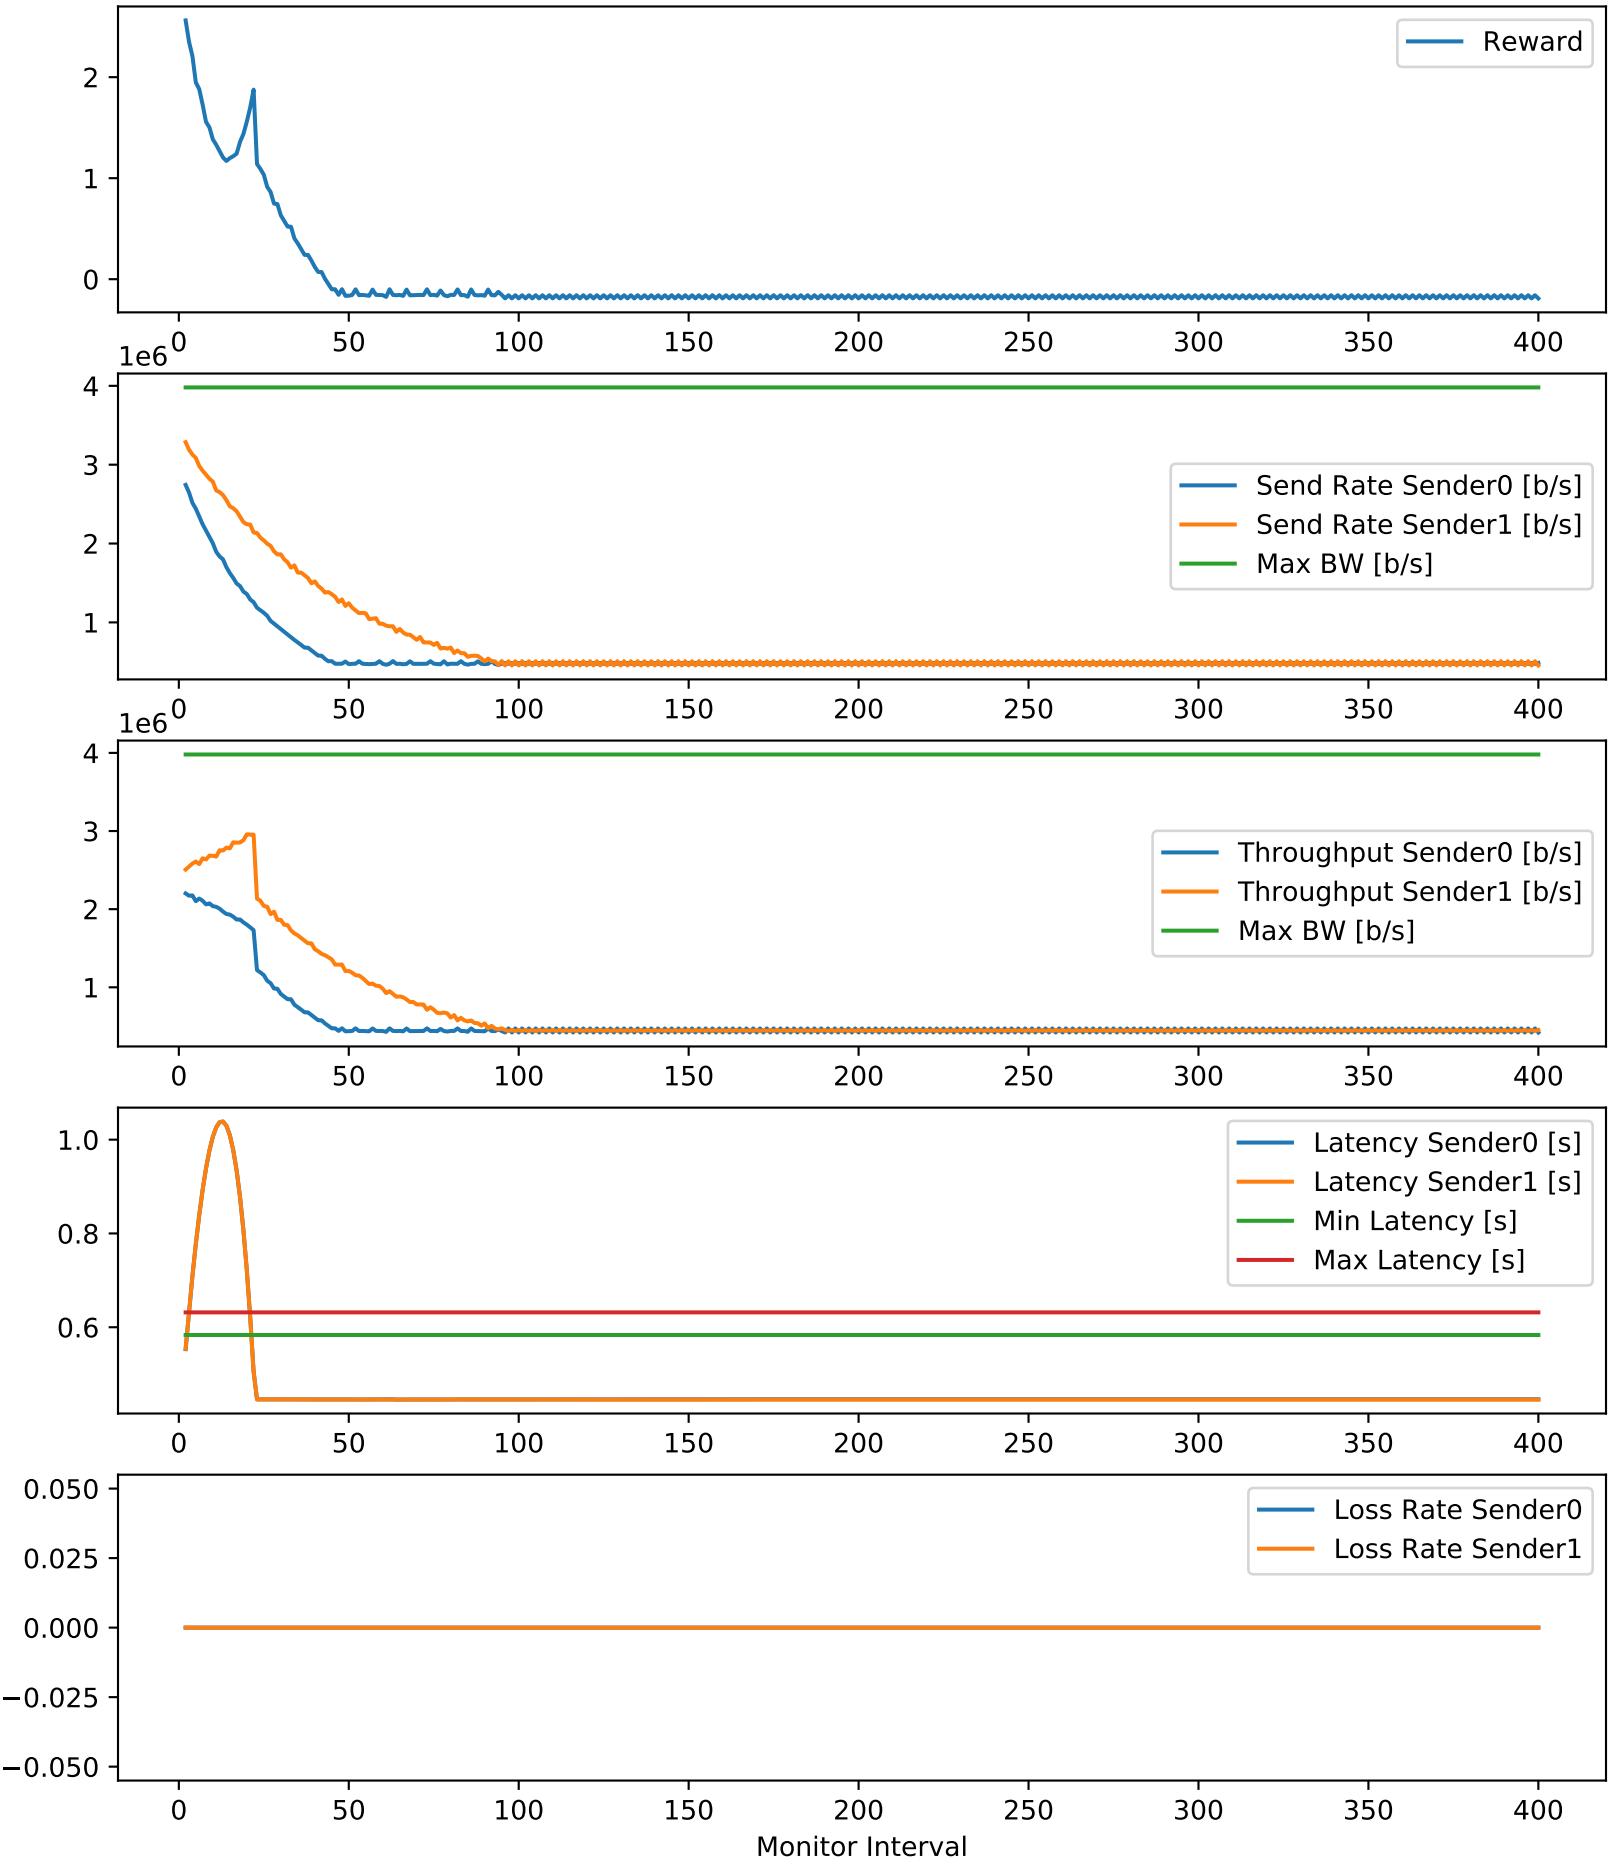 Reward
2
1
0
0 50 100 150 200 250 300 350 400
1e6
4
3
2
1
Send Rate Sender0 [b/s]
Send Rate Sender1 [b/s]
Max BW [b/s]
0 50 100 150 200 250 300 350 400
1e6
4
3
2
1
Throughput Sender0 [b/s]
Throughput Sender1 [b/s]
Max BW [b/s]
0 50 100 150 200 250 300 350 400
1.0
0.8
0.6
Latency Sender0 [s]
Latency Sender1 [s]
Min Latency [s]
Max Latency [s]
0 50 100 150 200 250 300 350 400
0.050
0.025
0.000
−0.025
−0.050
Loss Rate Sender0
Loss Rate Sender1
0 50 100 150 200 250 300 350 400
Monitor Interval